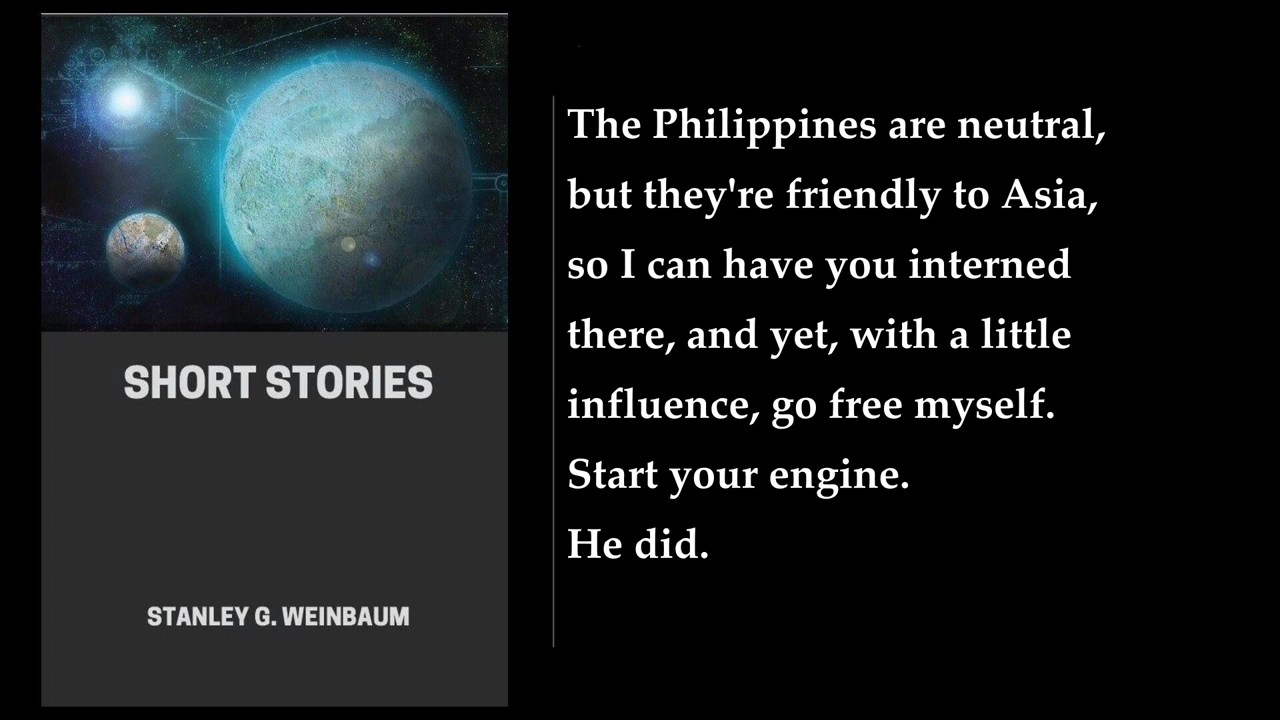 SHORT STORIES
STANLEY G. WEINBAUM
The Philippines are neutral,
but they're friendly to Asia,
so I can have you interned
there, and yet, with a little
influence, go free myself.
Start your engine.
He did.